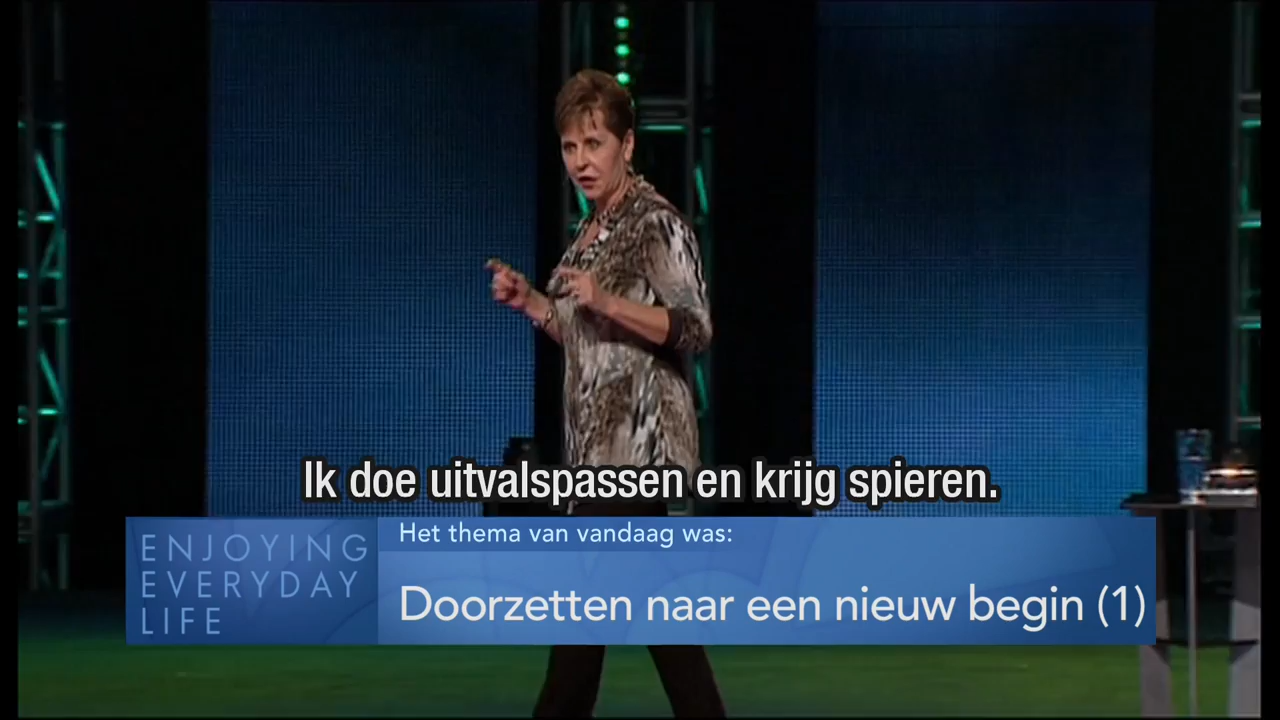 Ik doe uitvalspassen en krijg spieren.
Het thema van vandaag was:
ENJOYING
EVERYDAY
LIFE
Doorzetten naar een nieuw begin (1)